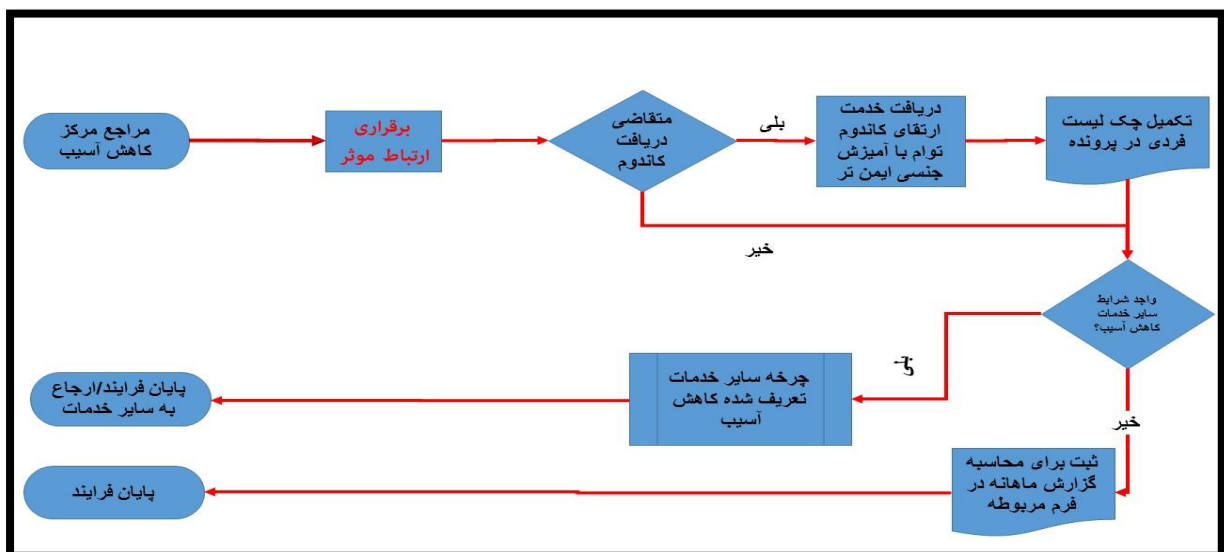 مراجع مرکز
کاهش آسیب
برقراری
ارتباط موثر
متقاضی
دریافت
کاندوم
بلی
دریافت خدمت
ارتقای کاندوم
توام با آمیزش
جنسی ایمن تر
تکمیل چک لیست
فردی در پرونده
خیر
واجد شرایط
سایر خدمات
کاهش آسیب؟
بلی
چرخه سایر خدمات
تعریف شده کاهش
آسیب
پایان فرایند/ارجاع
به سایر خدمات
خیر
ثبت برای محاسبه
گزارش ماهانه در
فرم مربوطه
پایان فرایند